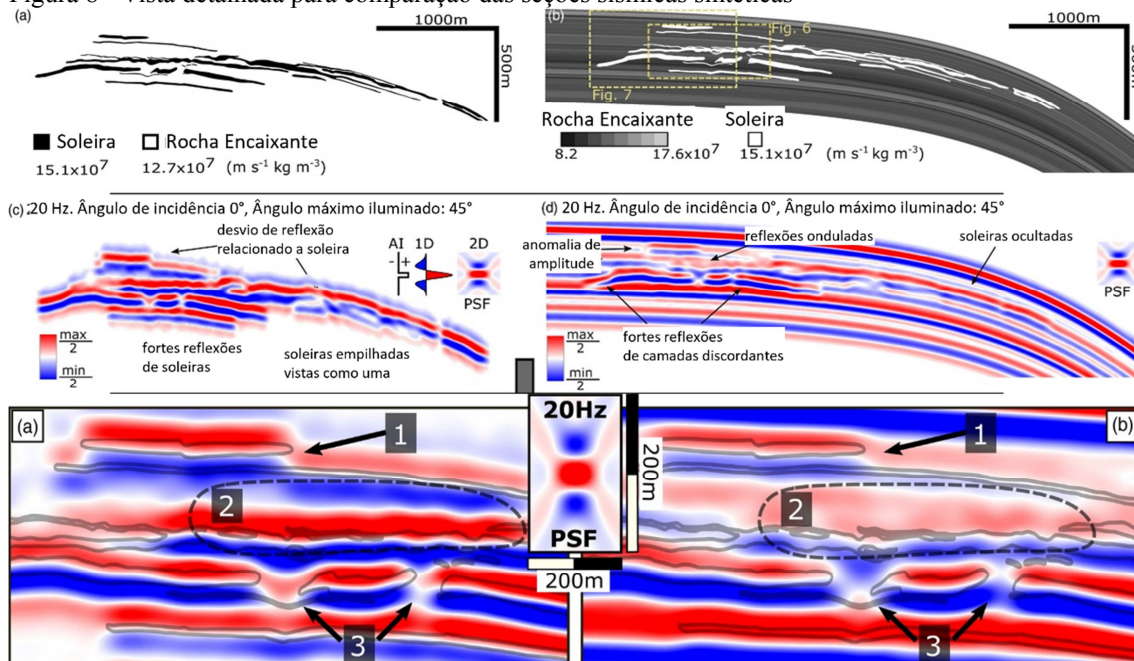 Figura 6 - Vista detalhada para comparação das seções sísmicas sintéticas
(a)
1000m
500m
Soleira
Rocha Encaixante
15.1x10⁷
12.7x10⁷ (m s⁻¹ kg m⁻³)
(b)
1000m
Fig. 6
Fig. 7
Rocha Encaixante
Soleira
8.2
17.6x10⁷
15.1x10⁷ (m s⁻¹ kg m⁻³)
(c) 20 Hz. Ângulo de incidência 0°, Ângulo máximo iluminado: 45°
desvio de reflexão
relacionado a soleira
AI 1D 2D
- +
PSF
max
2
min
2
fortes reflexões
de soleiras
soleiras empilhadas
vistas como uma
(d) 20 Hz. Ângulo de incidência 0°, Ângulo máximo iluminado: 45°
anomalia de
amplitude
reflexões onduladas
soleiras ocultadas
PSF
max
2
min
2
fortes reflexões
de camadas discordantes
(a)
1
2
3
20Hz
PSF
200m
200m
(b)
1
2
3